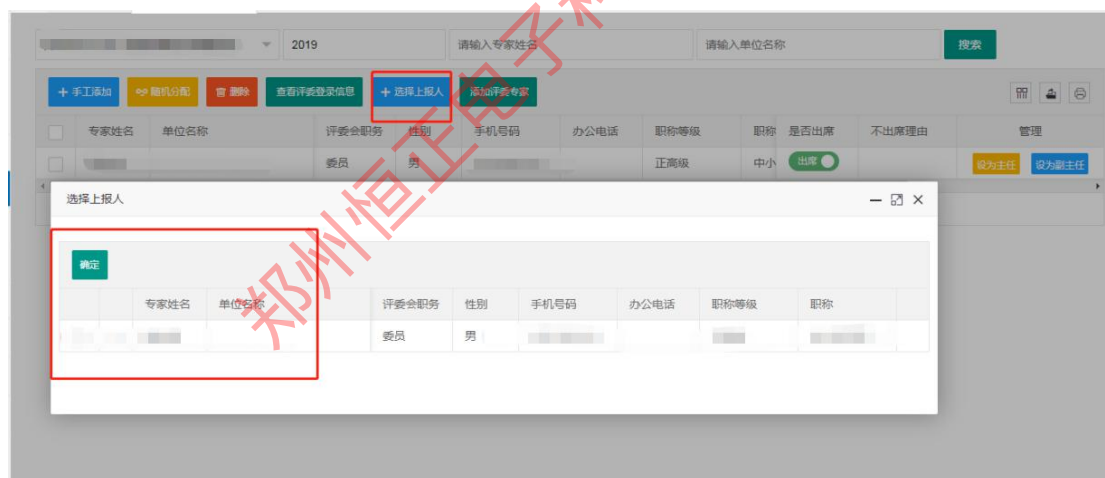 2019 请输入专家姓名 请输入单位名称 搜索
手工添加 随机分配 删除 查看评委登录信息 选择上报人 添加评委专家
专家姓名 单位名称 评委会职务 性别 手机号码 办公电话 职称等级 职称 是否出席 不出席理由 管理
委员 男 正高级 中小 出席 设为主任 设为副主任
选择上报人
确定
专家姓名 单位名称 评委会职务 性别 手机号码 办公电话 职称等级 职称
委员 男
郑州恒正电子科